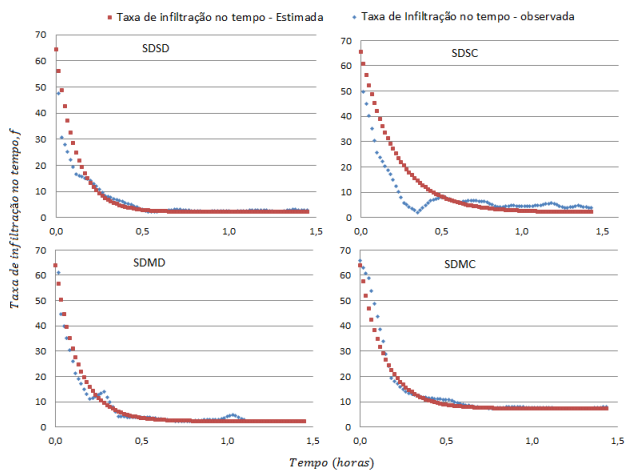 Taxa de infiltração no tempo - Estimada
Taxa de Infiltração no tempo - observada
Taxa de infiltração no tempo,f
SDSD
70
60
50
40
30
20
10
0
0,0 0,5 1,0 1,5
SDSC
70
60
50
40
30
20
10
0
0,0 0,5 1,0 1,5
SDMD
70
60
50
40
30
20
10
0
0,0 0,5 1,0 1,5
SDMC
70
60
50
40
30
20
10
0
0,0 0,5 1,0 1,5
Tempo (horas)